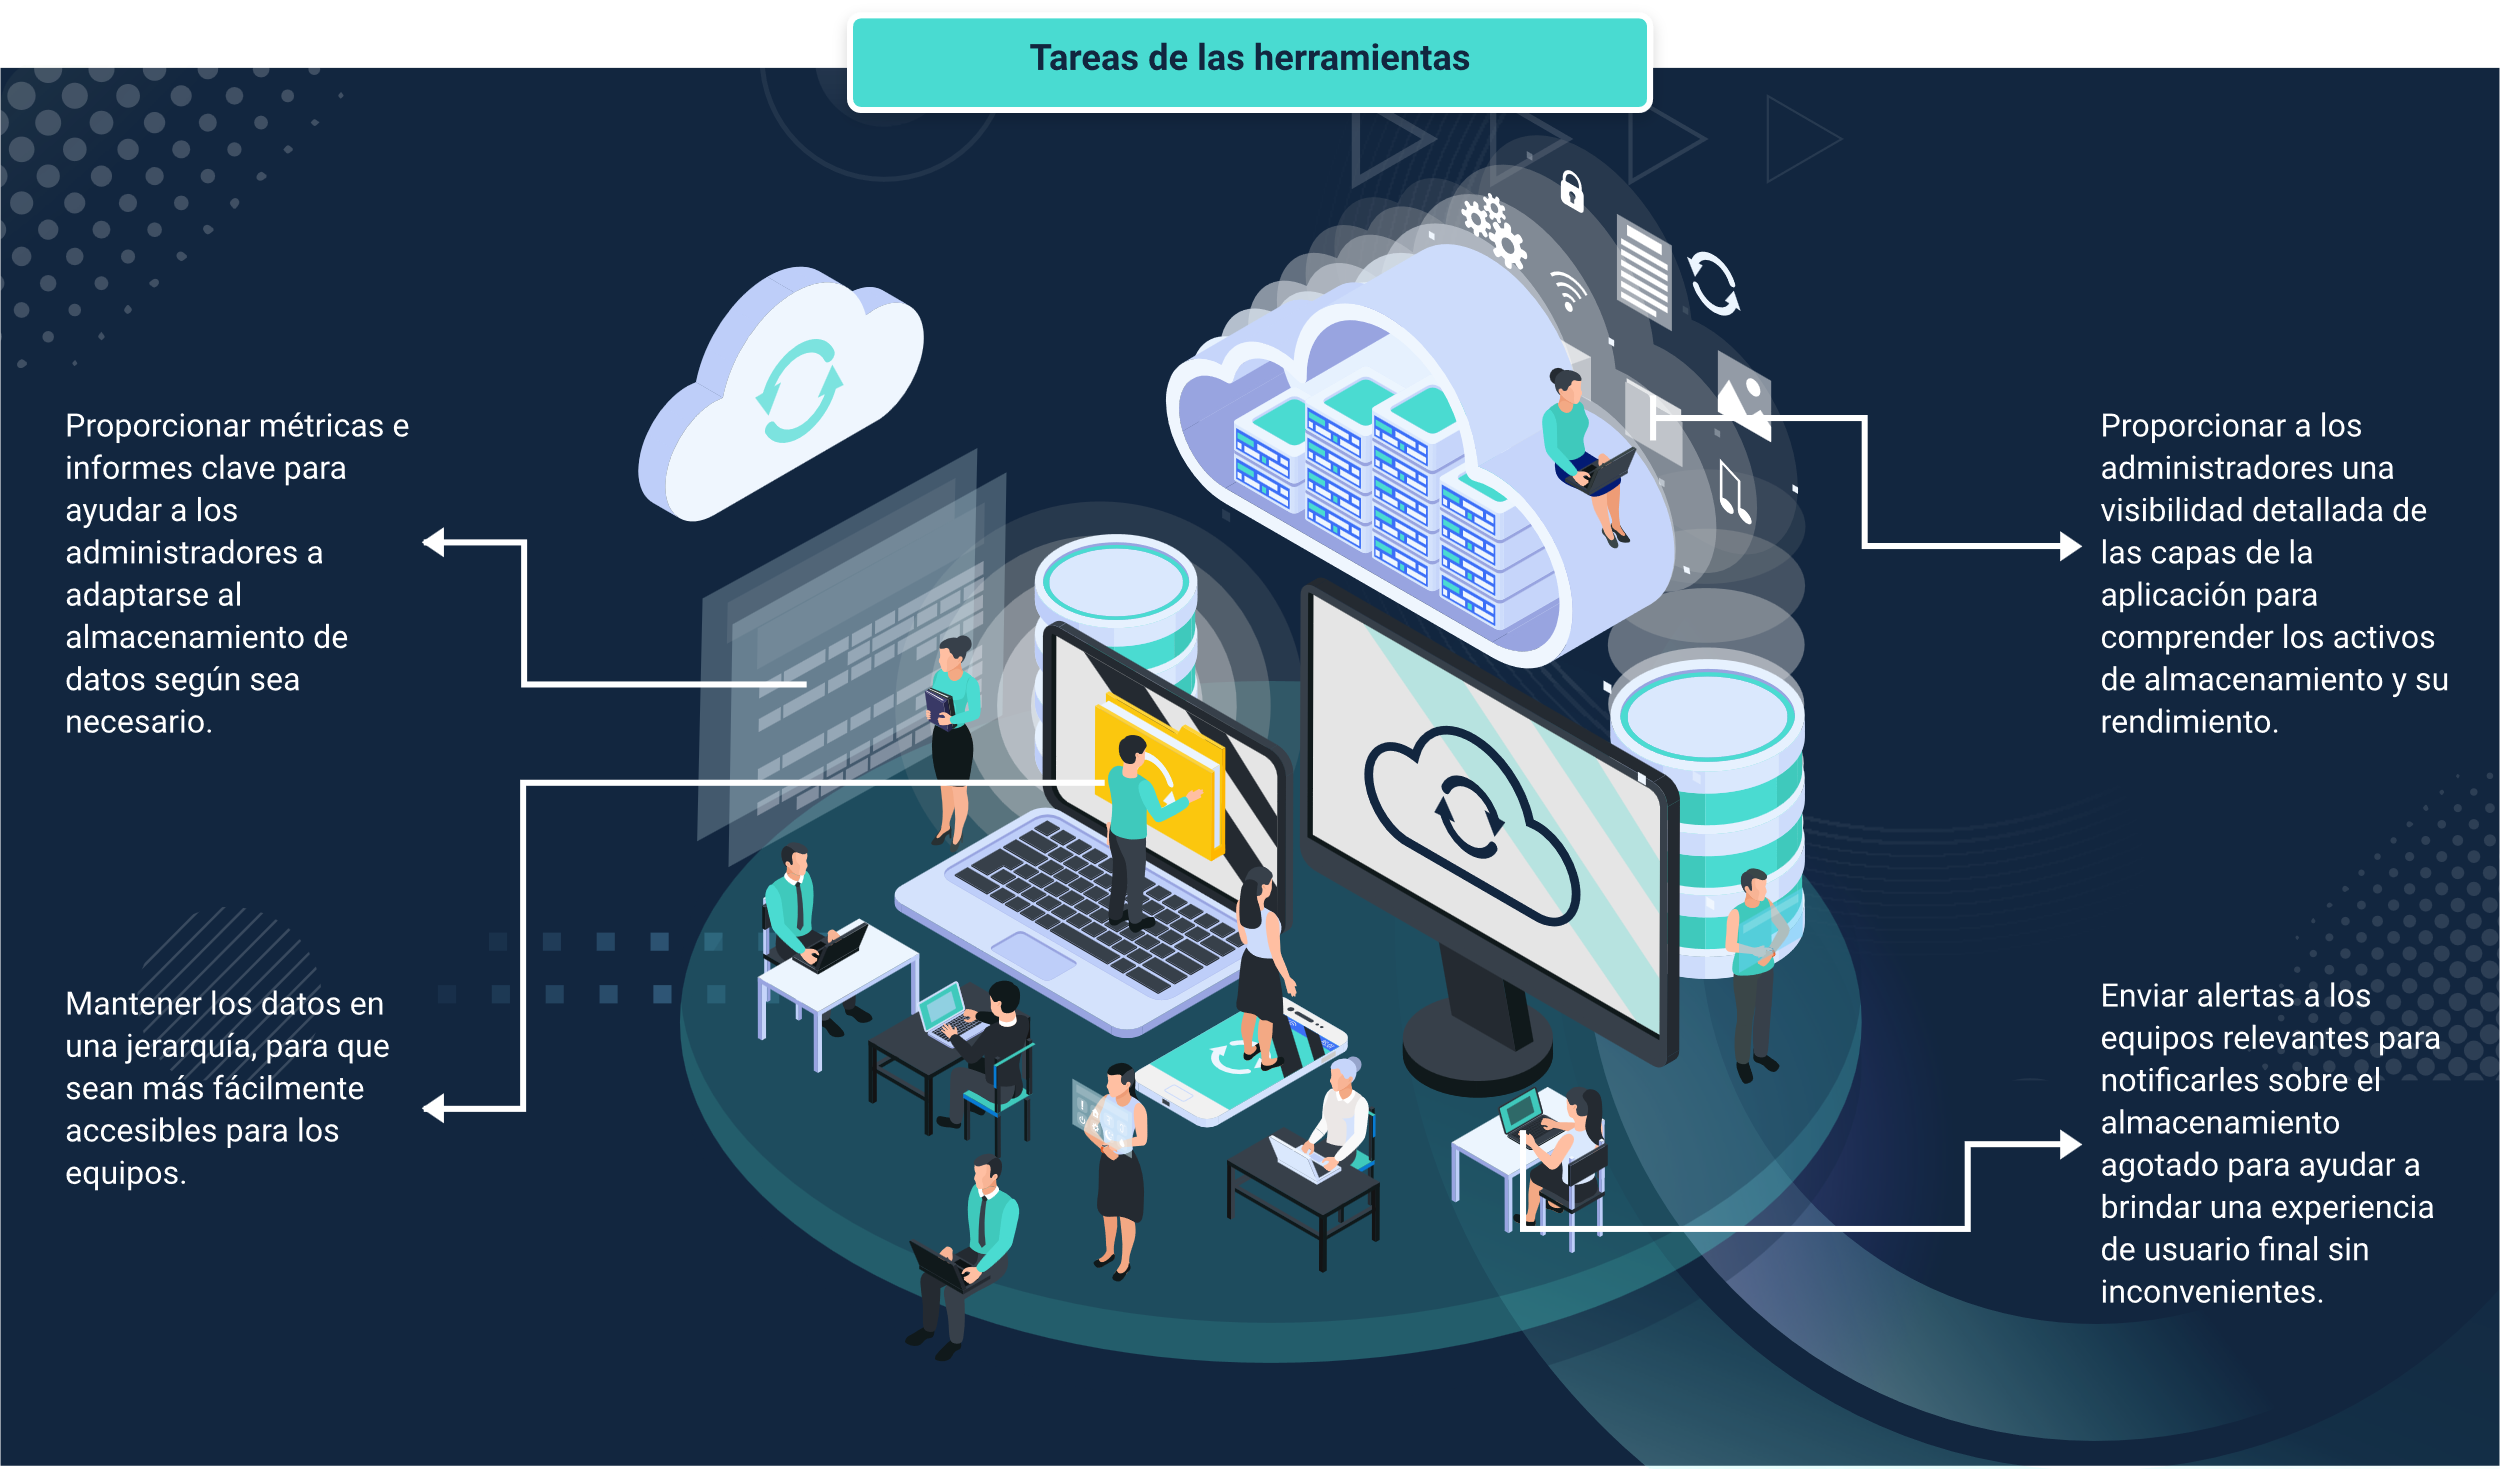 Tareas de las herramientas
Proporcionar métricas e
informes clave para
ayudar a los
administradores a
adaptarse al
almacenamiento de
datos según sea
necesario.
Mantener los datos en
una jerarquía, para que
sean más fácilmente
accesibles para los
equipos.
Proporcionar a los
administradores una
visibilidad detallada de
las capas de la
aplicación para
comprender los activos
de almacenamiento y su
rendimiento.
Enviar alertas a los
equipos relevantes para
notificarles sobre el
almacenamiento
agotado para ayudar a
brindar una experiencia
de usuario final sin
inconvenientes.